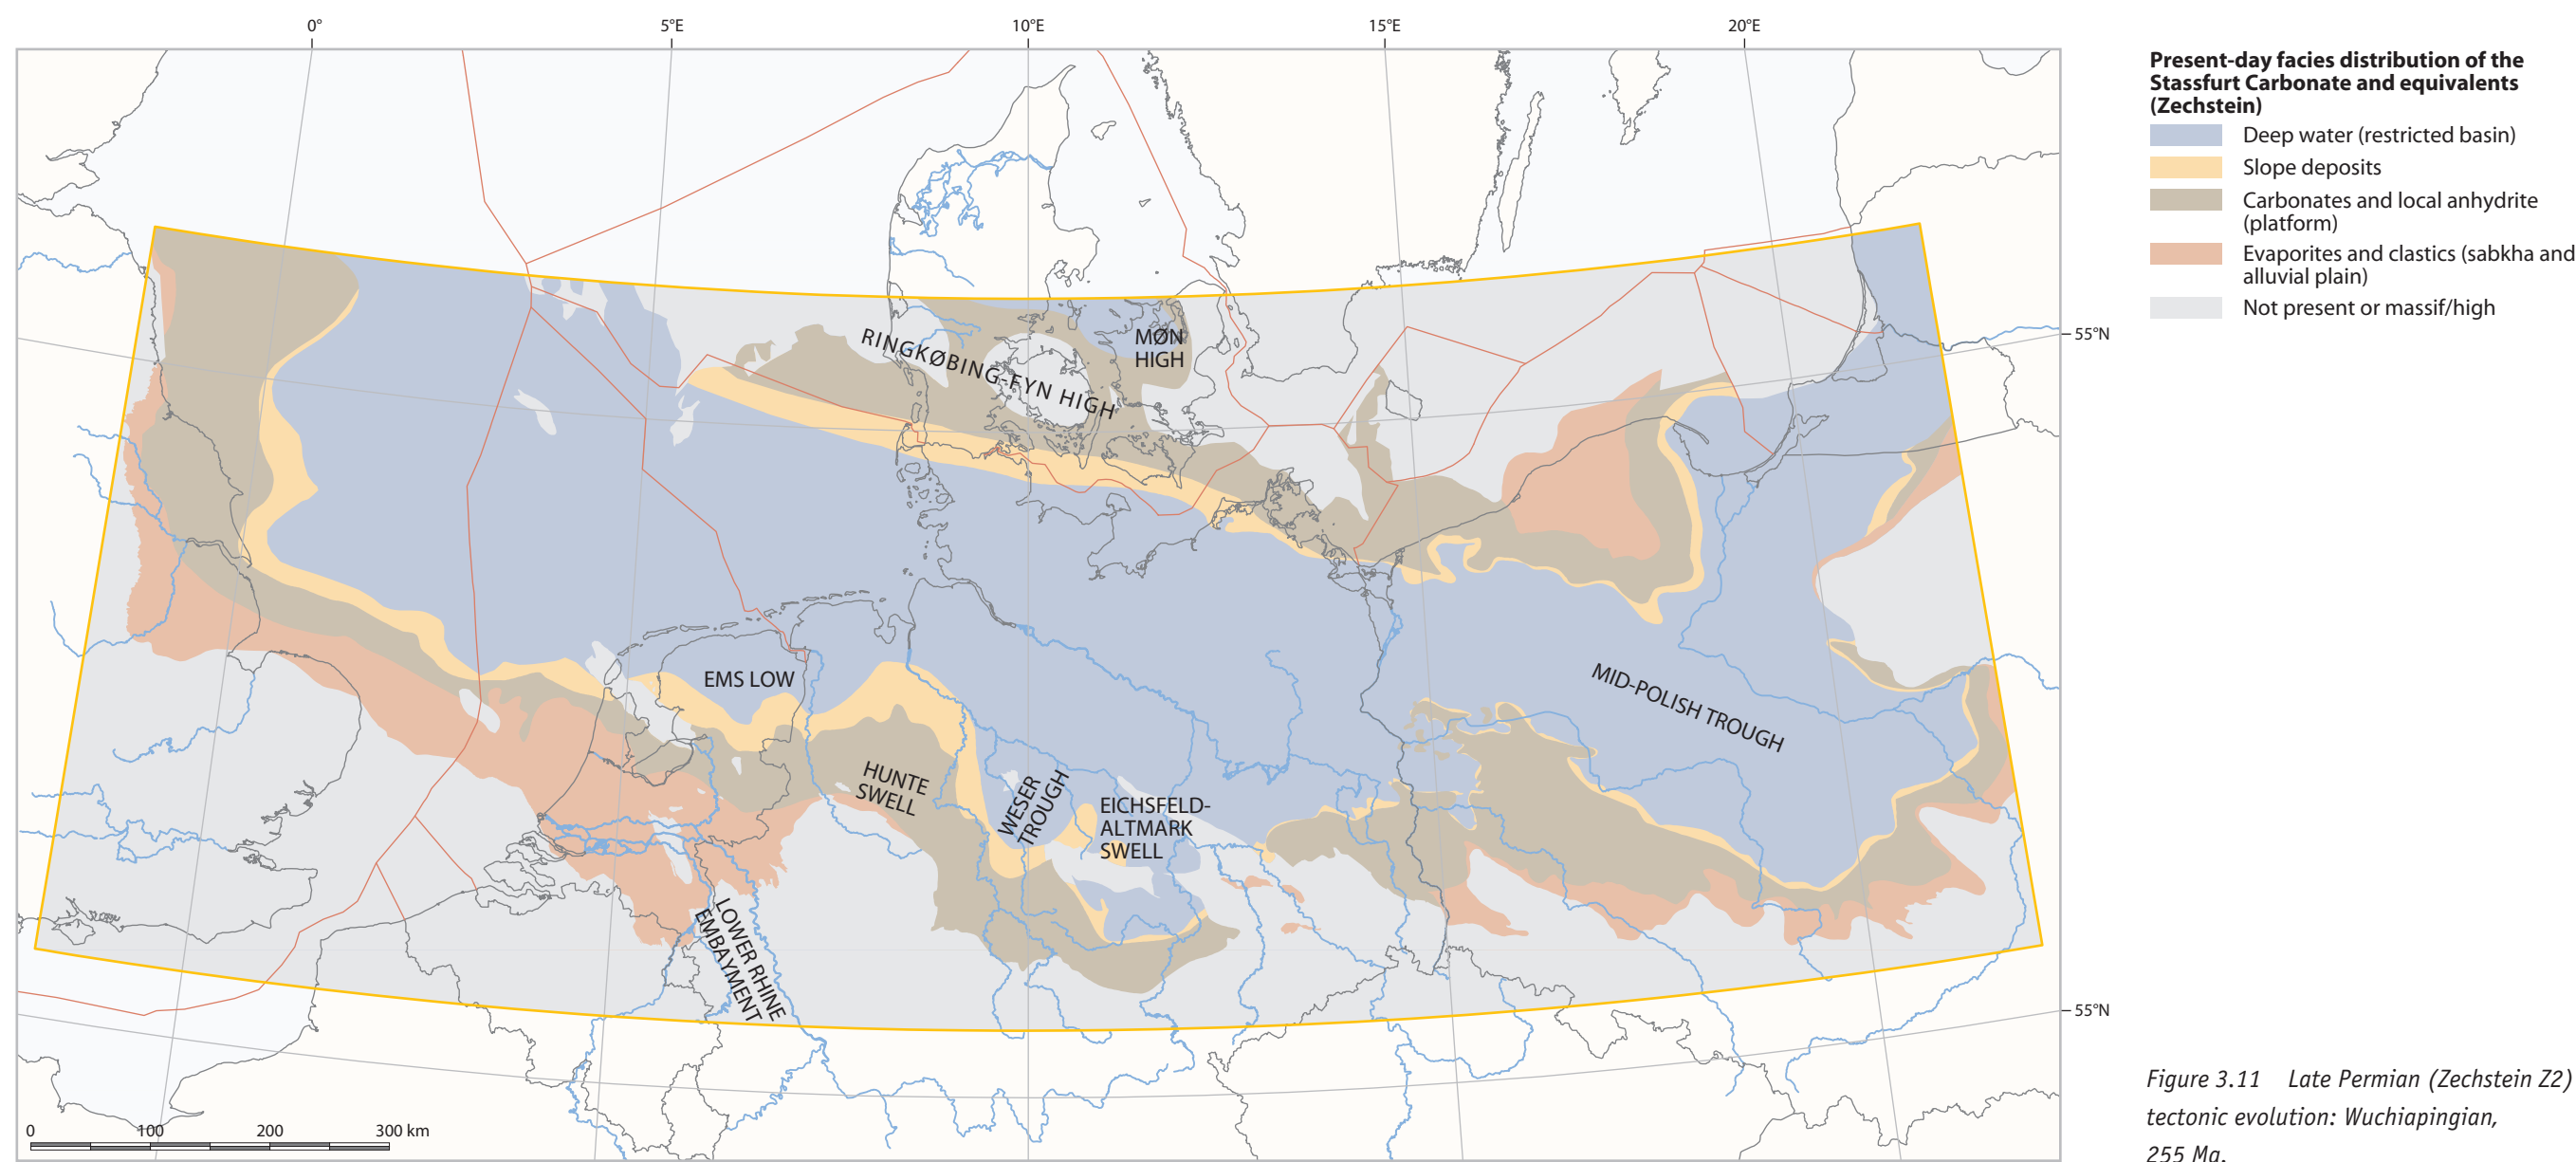 0°
5°E
10°E
15°E
20°E
55°N
55°N
RINGKØBING-FYN HIGH
MØN
HIGH
EMS LOW
HUNTE
SWELL
WESER
TROUGH
EICHSFELD-
ALTMARK
SWELL
MID-POLISH TROUGH
LOWER RHINE
EMBAYMENT
0 100 200 300 km
Present-day facies distribution of the
Stassfurt Carbonate and equivalents
(Zechstein)
Deep water (restricted basin)
Slope deposits
Carbonates and local anhydrite
(platform)
Evaporites and clastics (sabkha and
alluvial plain)
Not present or massif/high
Figure 3.11 Late Permian (Zechstein Z2)
tectonic evolution: Wuchiapingian,
255 Ma.